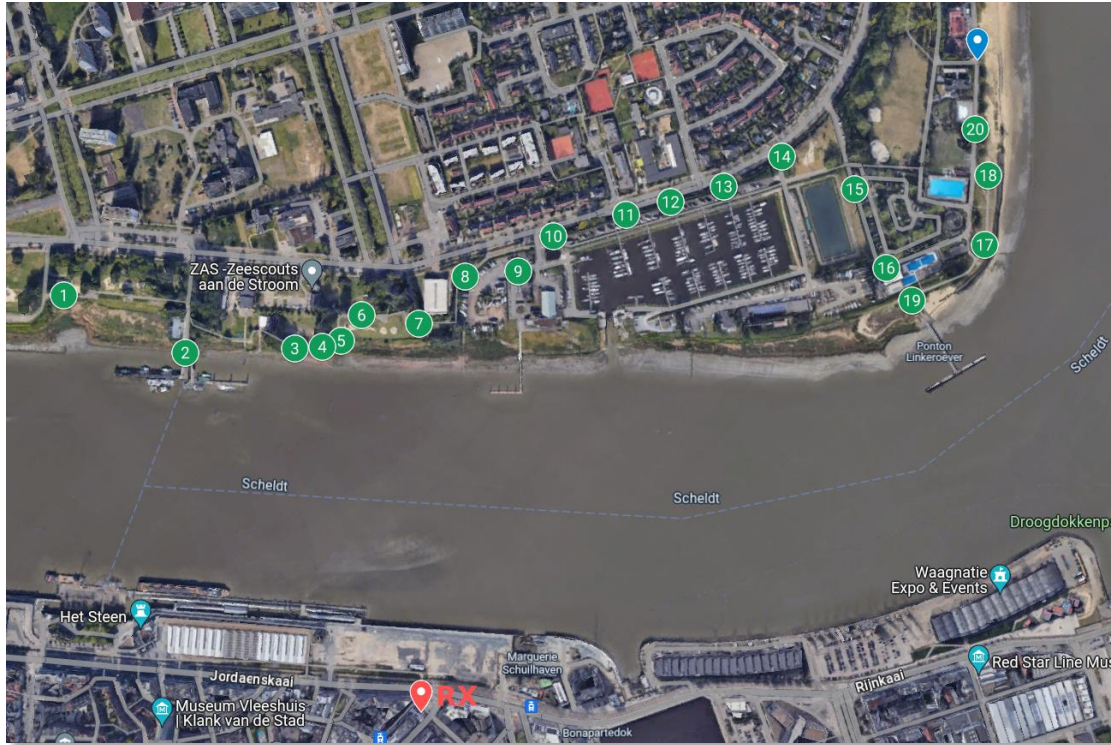 20
14
18
15
13
12
11
10
17
ZAS -Zeescouts
aan de Stroom
16
8
9
1
19
6
7
5
4
3
2
Ponton
Linkeroever
Scheldt
Scheldt
Scheldt
Droogdokkenpa
Waagnatie
Expo & Events
Het Steen
Marguerie
Schuilhaven
Red Star Line Mus
Jordaenskaai
Rijnkaai
RX
Museum Vleeshuis
| Klank van de Stad
Bonapartedok